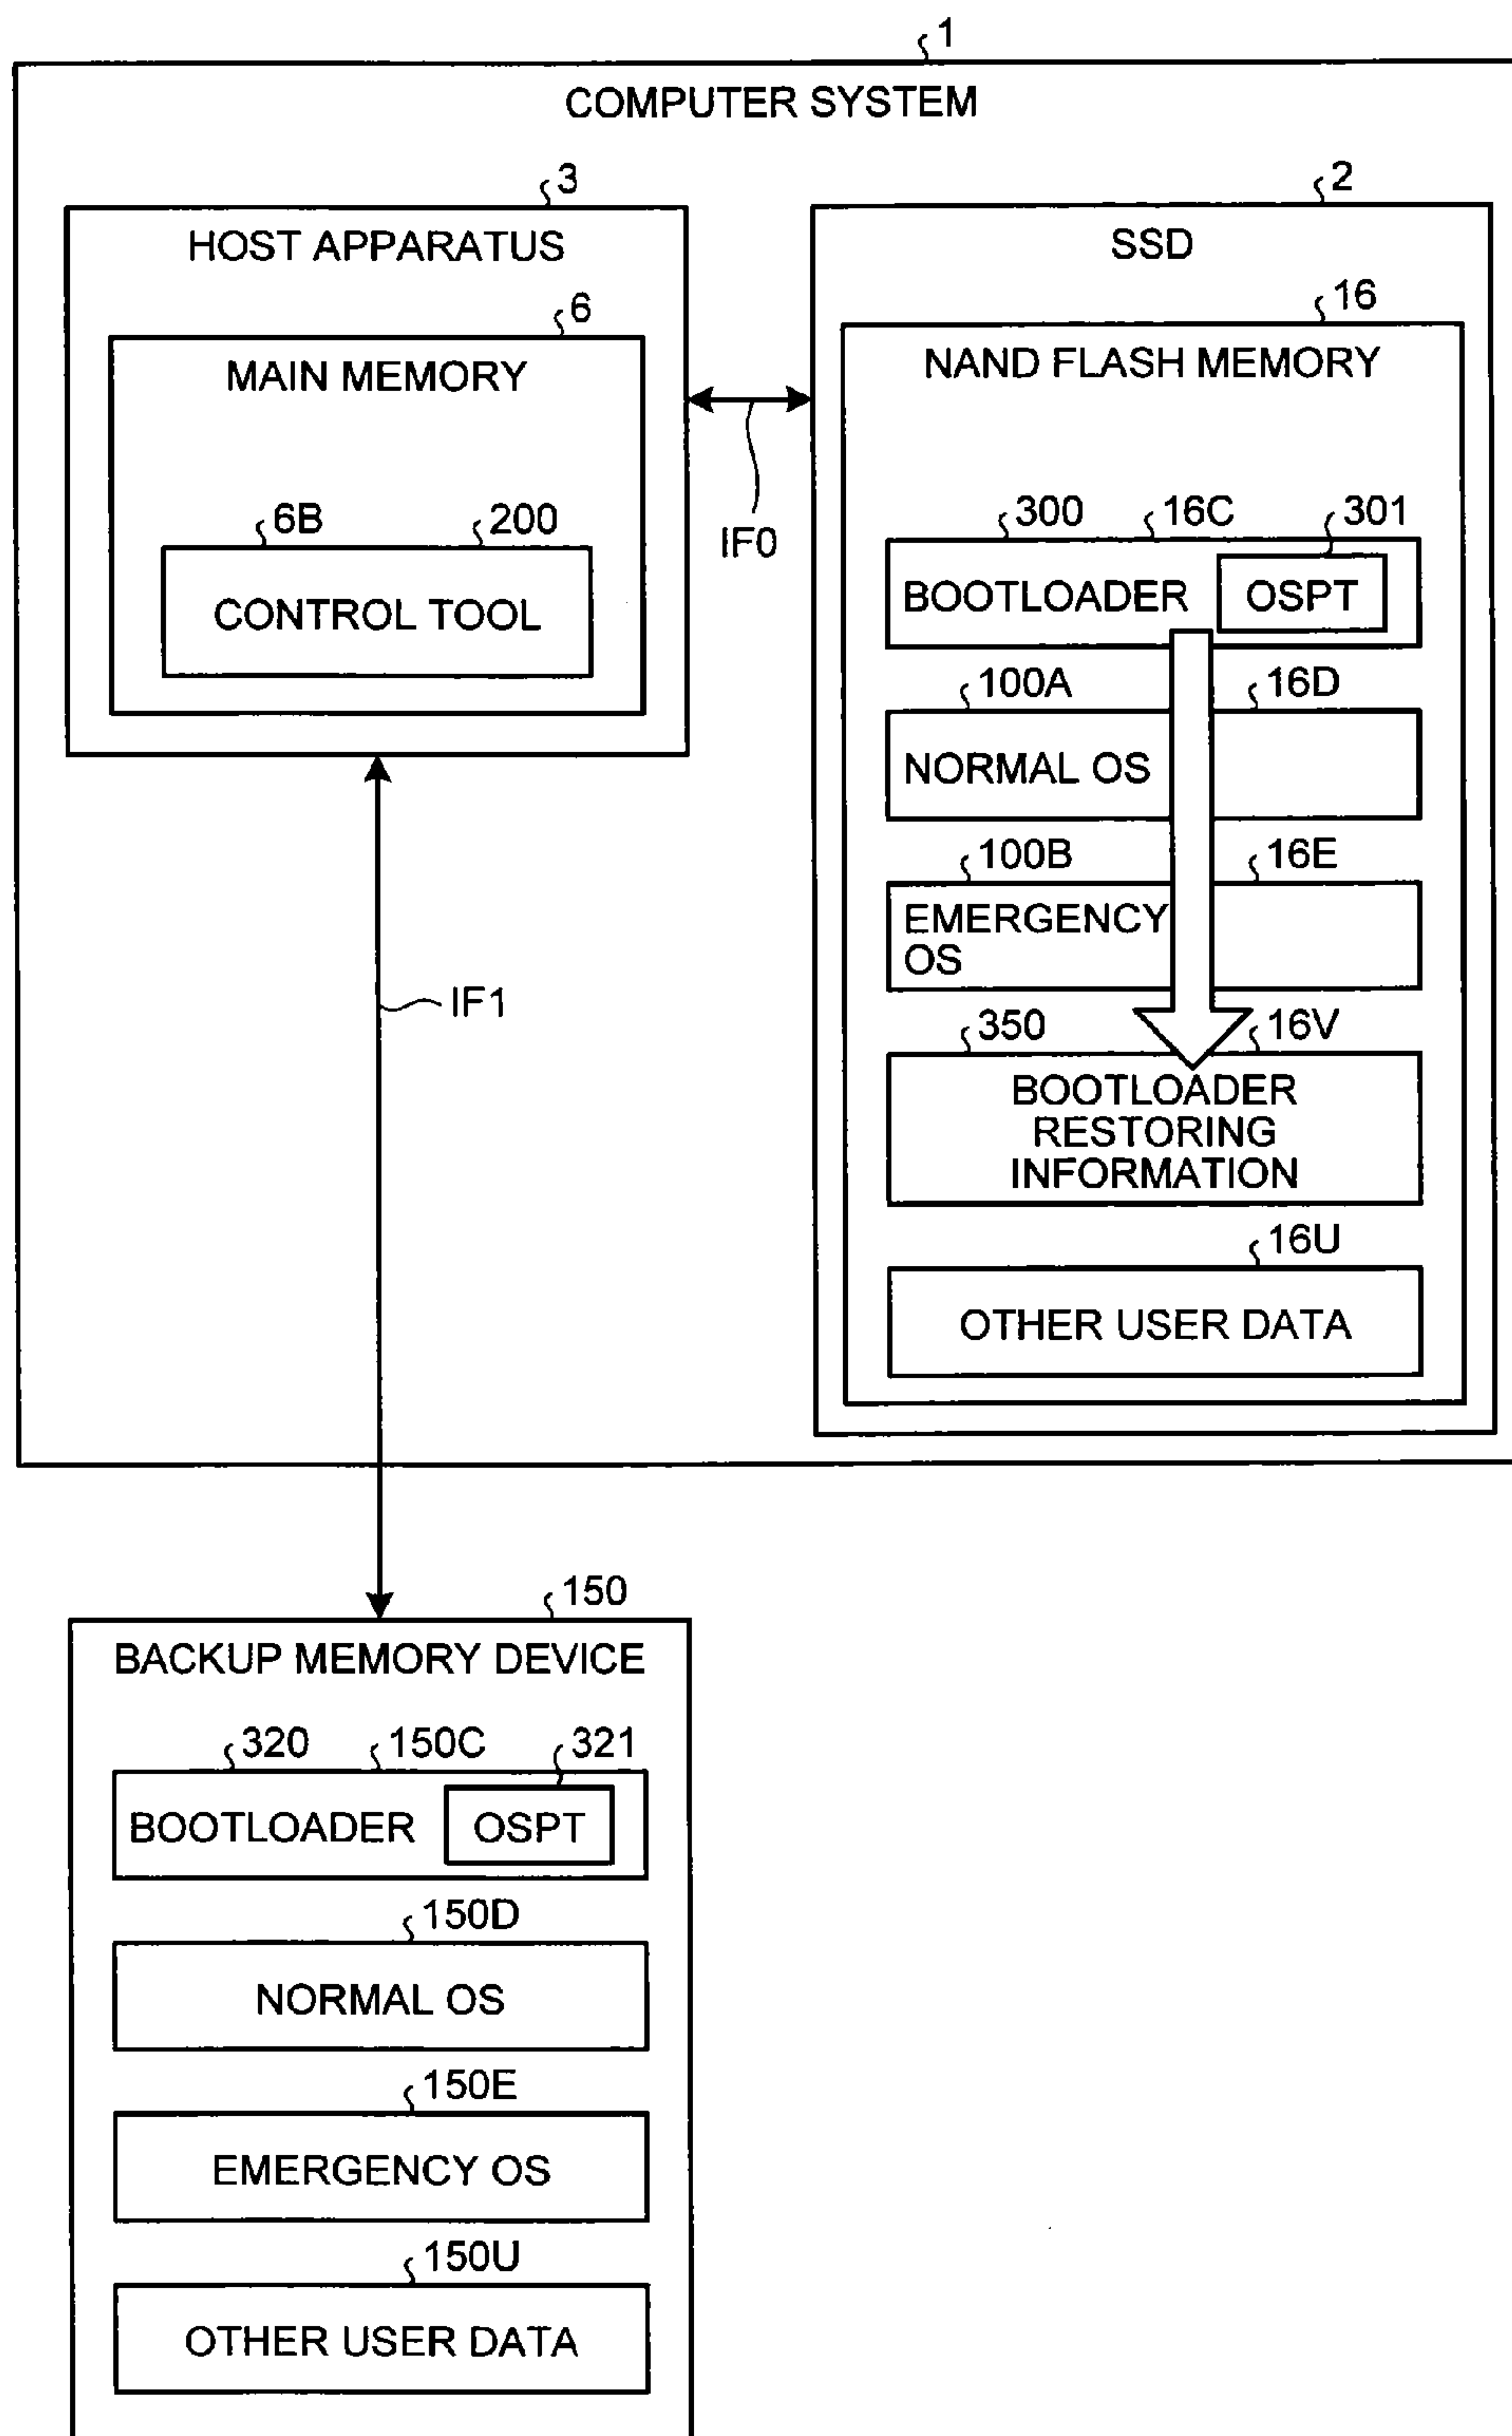 1
COMPUTER SYSTEM
3
HOST APPARATUS
6
MAIN MEMORY
6B
200
CONTROL TOOL
IF0
2
SSD
16
NAND FLASH MEMORY
300
16C
301
BOOTLOADER
OSPT
100A
16D
NORMAL OS
100B
16E
EMERGENCY
OS
350
16V
BOOTLOADER
RESTORING
INFORMATION
16U
OTHER USER DATA
IF1
150
BACKUP MEMORY DEVICE
320
150C
321
BOOTLOADER
OSPT
150D
NORMAL OS
150E
EMERGENCY OS
150U
OTHER USER DATA